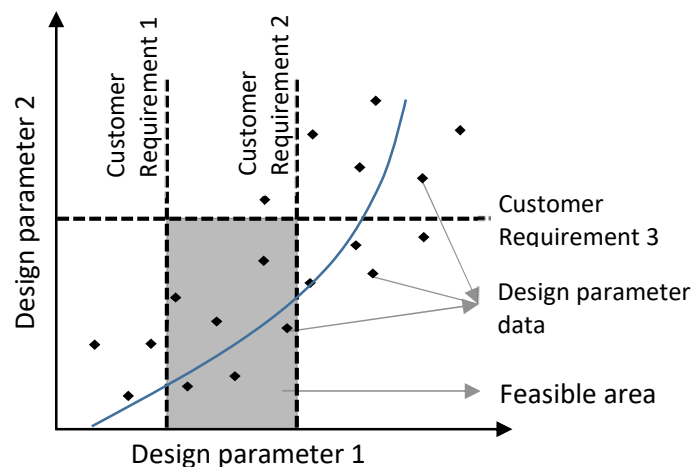 Design parameter 2
Customer
Requirement 1
Customer
Requirement 2
Customer
Requirement 3
Design parameter
data
Feasible area
Design parameter 1